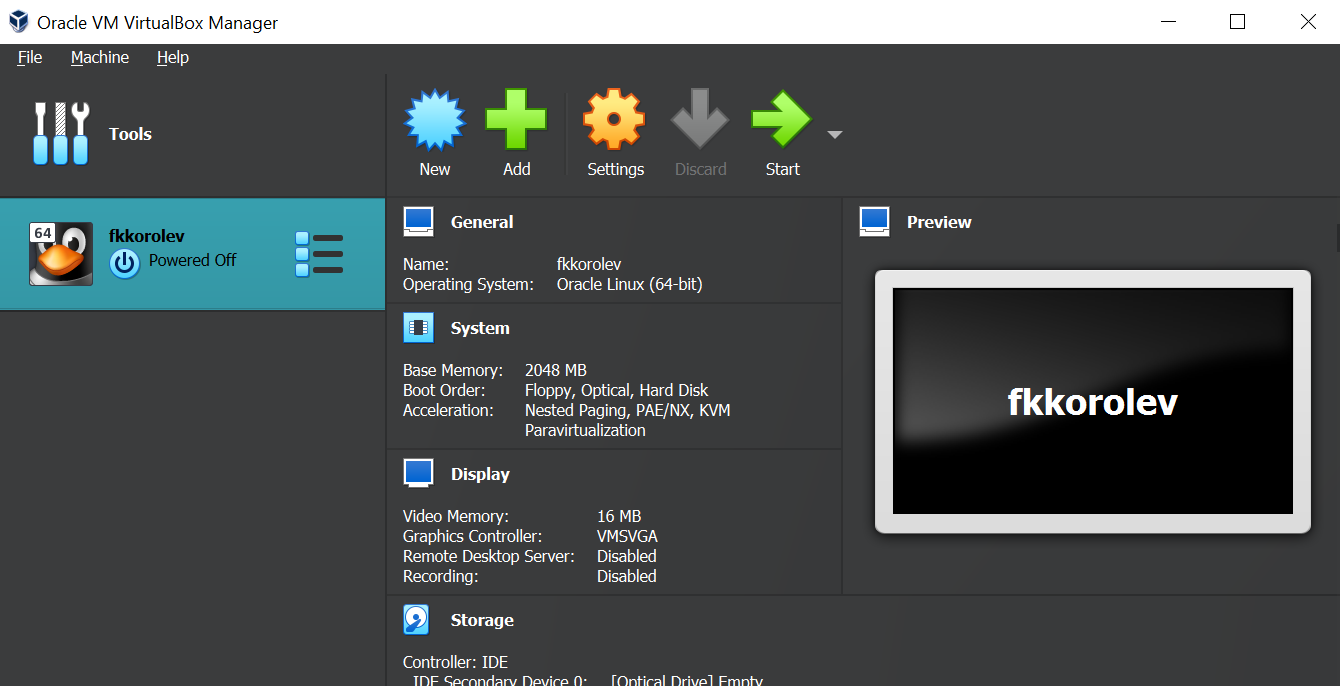 Oracle VM VirtualBox Manager
File Machine Help
Tools
New Add Settings Discard Start
64
fkkorolev
Powered Off
General
Name: fkkorolev
Operating System: Oracle Linux (64-bit)
System
Base Memory: 2048 MB
Boot Order: Floppy, Optical, Hard Disk
Acceleration: Nested Paging, PAE/NX, KVM
Paravirtualization
Display
Video Memory: 16 MB
Graphics Controller: VMSVGA
Remote Desktop Server: Disabled
Recording: Disabled
Storage
Controller: IDE
IDE Secondary Device 0: [Optical Drive] Empty
Preview
fkkorolev